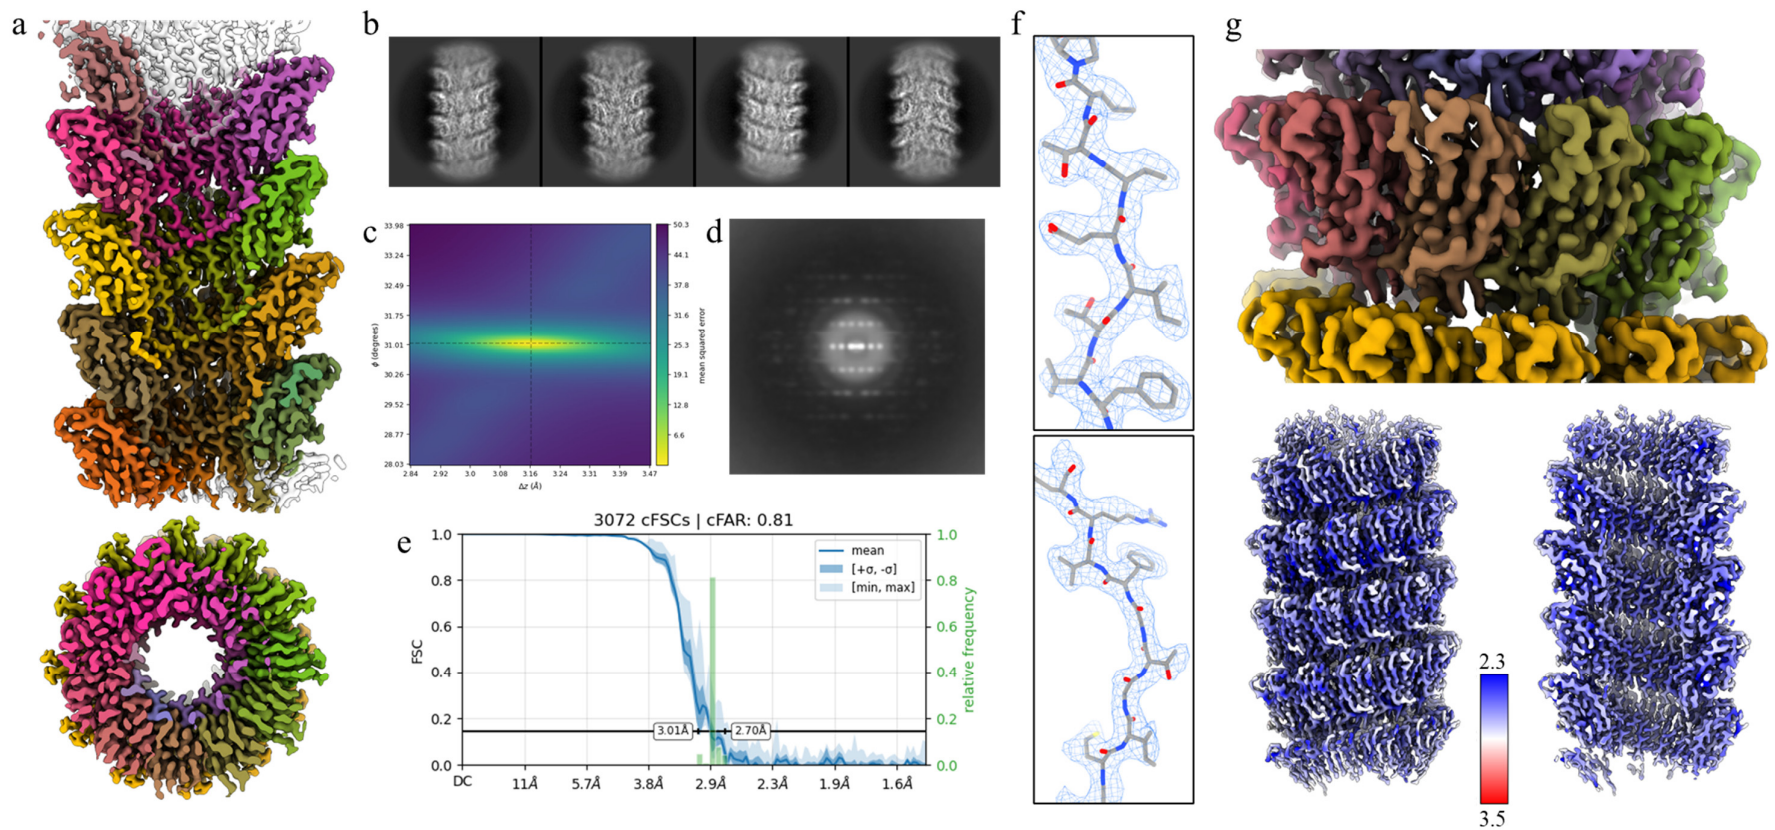 a
b
c
33.98
33.24
32.49
31.75
31.01
30.26
29.52
28.77
28.03
ϕ (degrees)
2.84 2.92 3.0 3.08 3.16 3.24 3.31 3.39 3.47
Δz (Å)
50.3
44.1
37.8
31.6
25.3
19.1
12.8
6.6
mean squared error
d
e
3072 cFSCs | cFAR: 0.81
1.0
0.8
0.6
0.4
0.2
0.0
FSC
mean
[+σ, -σ]
[min, max]
3.01Å
2.70Å
1.0
0.8
0.6
0.4
0.2
0.0
relative frequency
DC 11Å 5.7Å 3.8Å 2.9Å 2.3Å 1.9Å 1.6Å
f
g
2.3
3.5